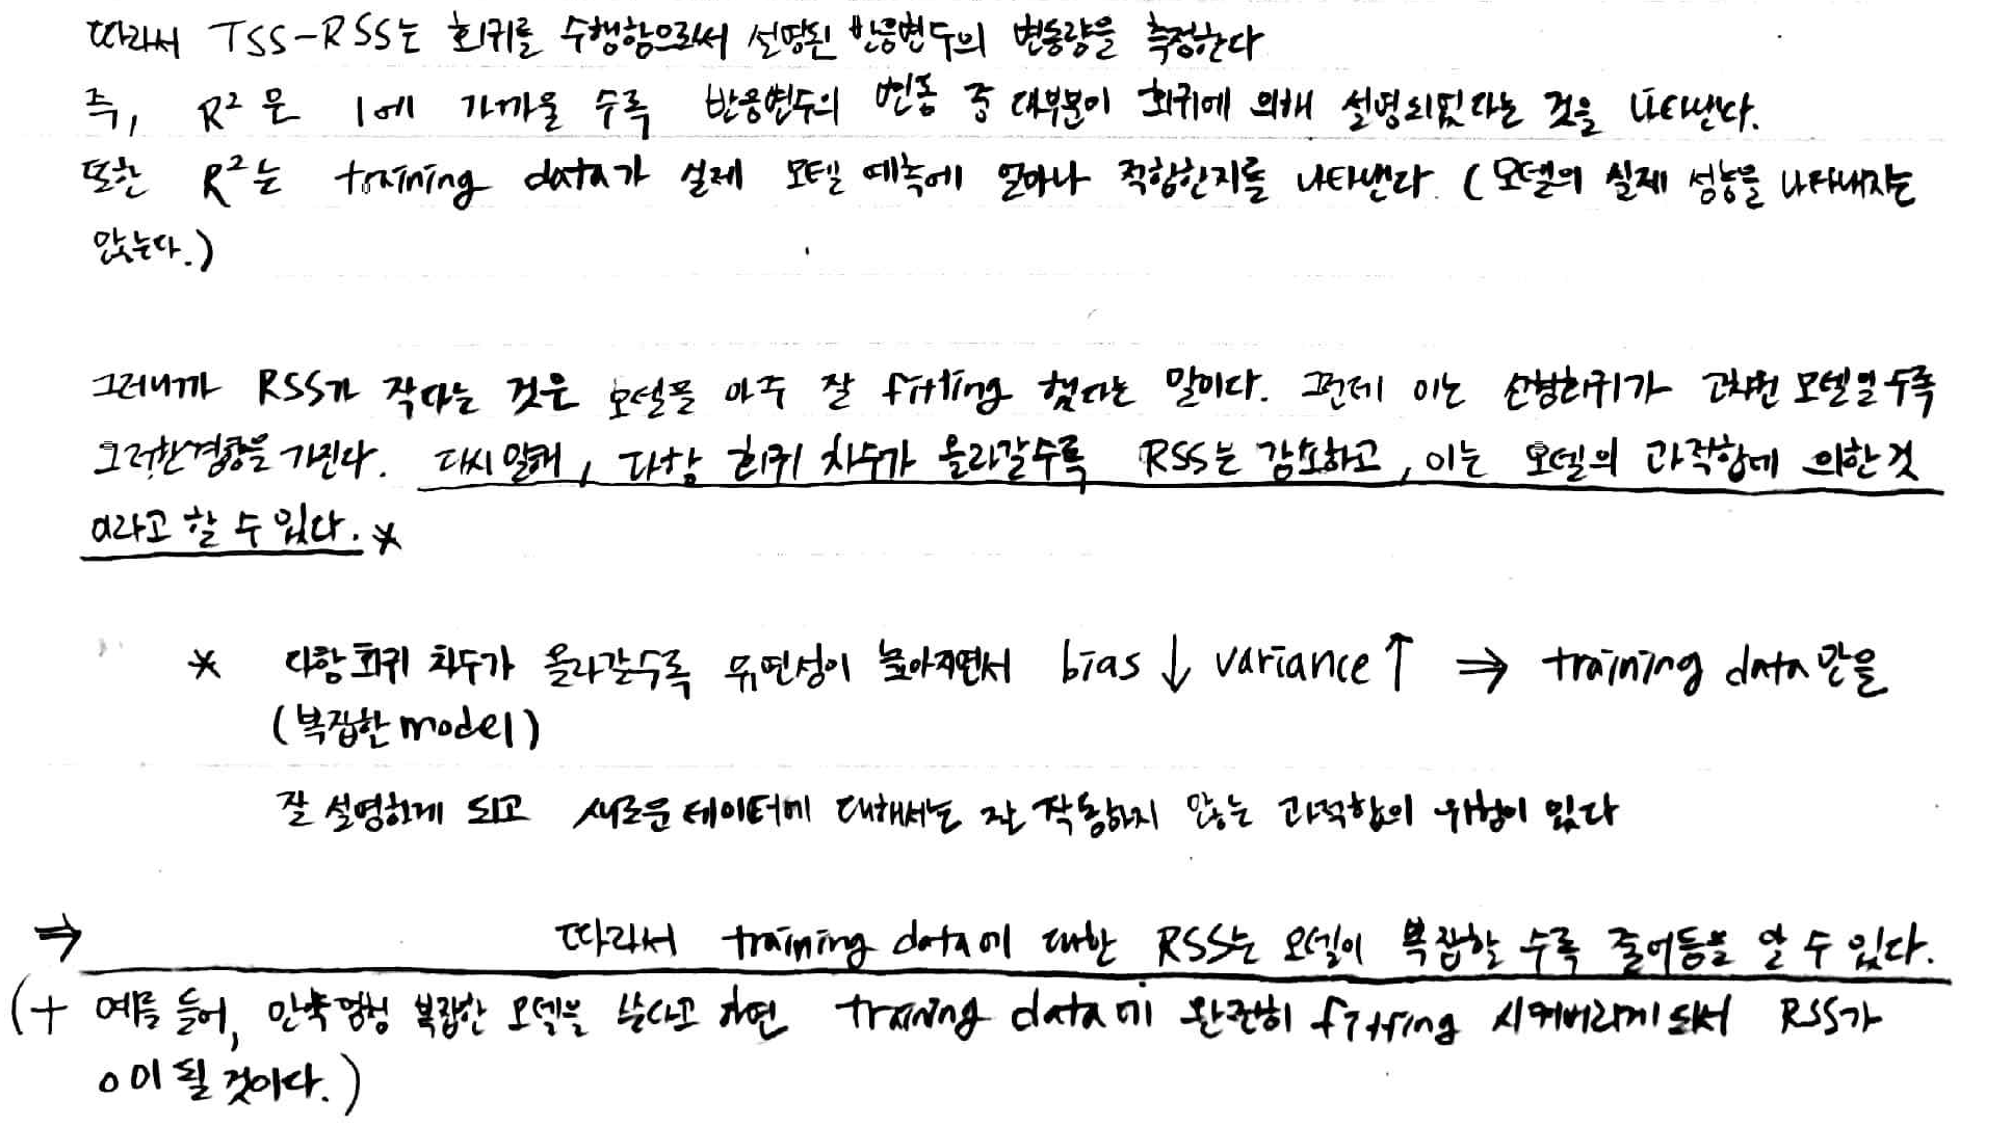 따라서 TSS-RSS는 회귀를 수행함으로써 설명된 반응변수의 변동량을 측정한다
즉, R² 은 1에 가까울 수록 반응변수의 변동 중 대부분이 회귀에 의해 설명되었다는 것을 나타낸다.
또한 R²는 training data가 실제 모델 예측에 얼마나 적합한지를 나타낸다. (모델의 실제 성능을 나타내지는
않는다.)
그러니까 RSS가 작다는 것은 모델을 아주 잘 fitting 했다는 말이다. 그런데 이는 선형회귀가 고차원 모델일수록
그러한경향을 가진다. 다시 말해, 다항 회귀 차수가 올라갈수록 RSS는 감소하고, 이는 모델의 과적합에 의한 것
이라고 할 수 있다. *
* 다항회귀 차수가 올라갈수록 유연성이 높아지면서 bias ↓ variance ↑ ⇒ training data 만을
(복잡한 model)
잘 설명하게 되고 새로운 데이터에 대해서는 잘 작동하지 않는 과적합의 위험이 있다
⇒ 따라서 training data에 대한 RSS는 모델이 복잡할 수록 줄어듬을 알 수 있다.
(+ 예를 들어, 만약 엄청 복잡한 모델을 쓴다고 하면 training data에 완전히 fitting 시켜버리게 되서 RSS가
0이 될 것이다.)